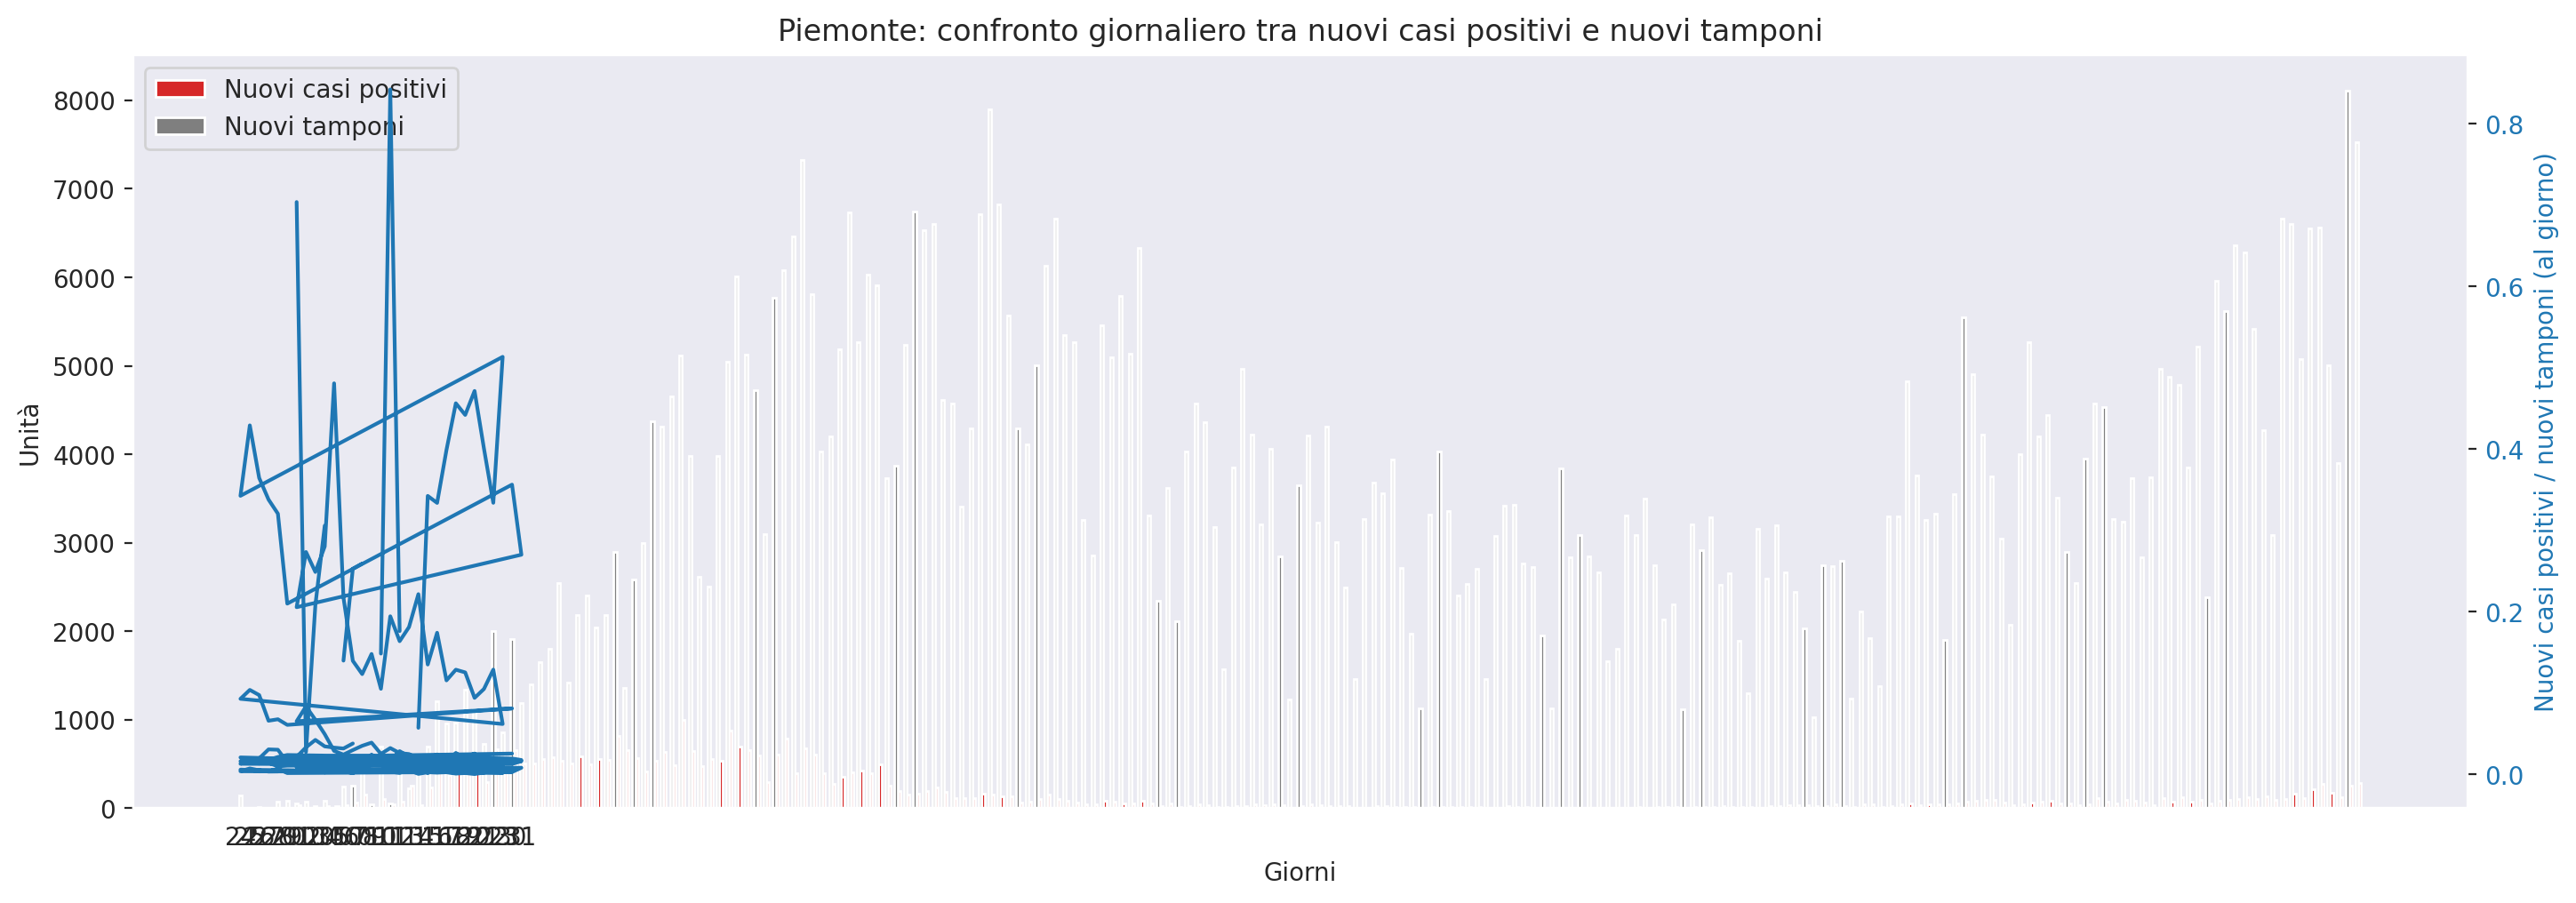 Piemonte: confronto giornaliero tra nuovi casi positivi e nuovi tamponi
Nuovi casi positivi
Nuovi tamponi
8000
7000
6000
5000
4000
3000
2000
1000
0
Unità
0.8
0.6
0.4
0.2
0.0
Nuovi casi positivi / nuovi tamponi (al giorno)
Giorni